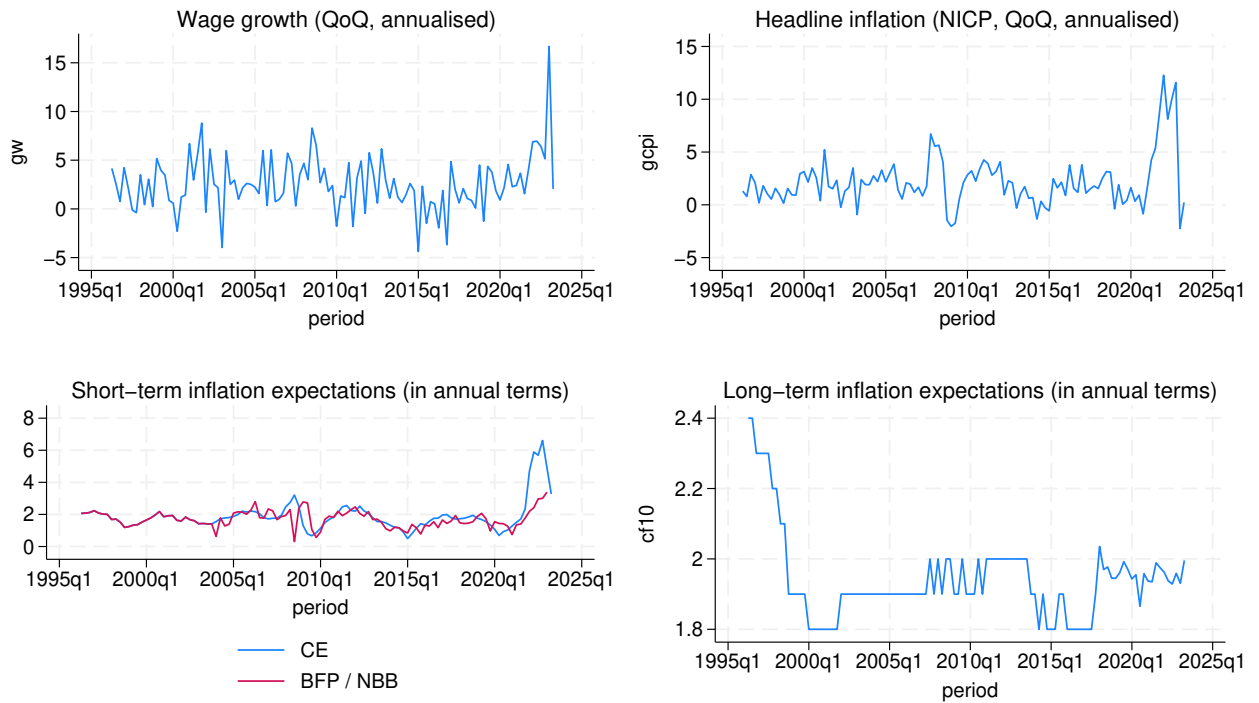 Wage growth (QoQ, annualised)
15
10
5
0
−5
gw
1995q1 2000q1 2005q1 2010q1 2015q1 2020q1 2025q1
period
Headline inflation (NICP, QoQ, annualised)
15
10
5
0
−5
gcpi
1995q1 2000q1 2005q1 2010q1 2015q1 2020q1 2025q1
period
Short−term inflation expectations (in annual terms)
8
6
4
2
0
1995q1 2000q1 2005q1 2010q1 2015q1 2020q1 2025q1
period
CE
BFP / NBB
Long−term inflation expectations (in annual terms)
2.4
2.2
2
1.8
cf10
1995q1 2000q1 2005q1 2010q1 2015q1 2020q1 2025q1
period